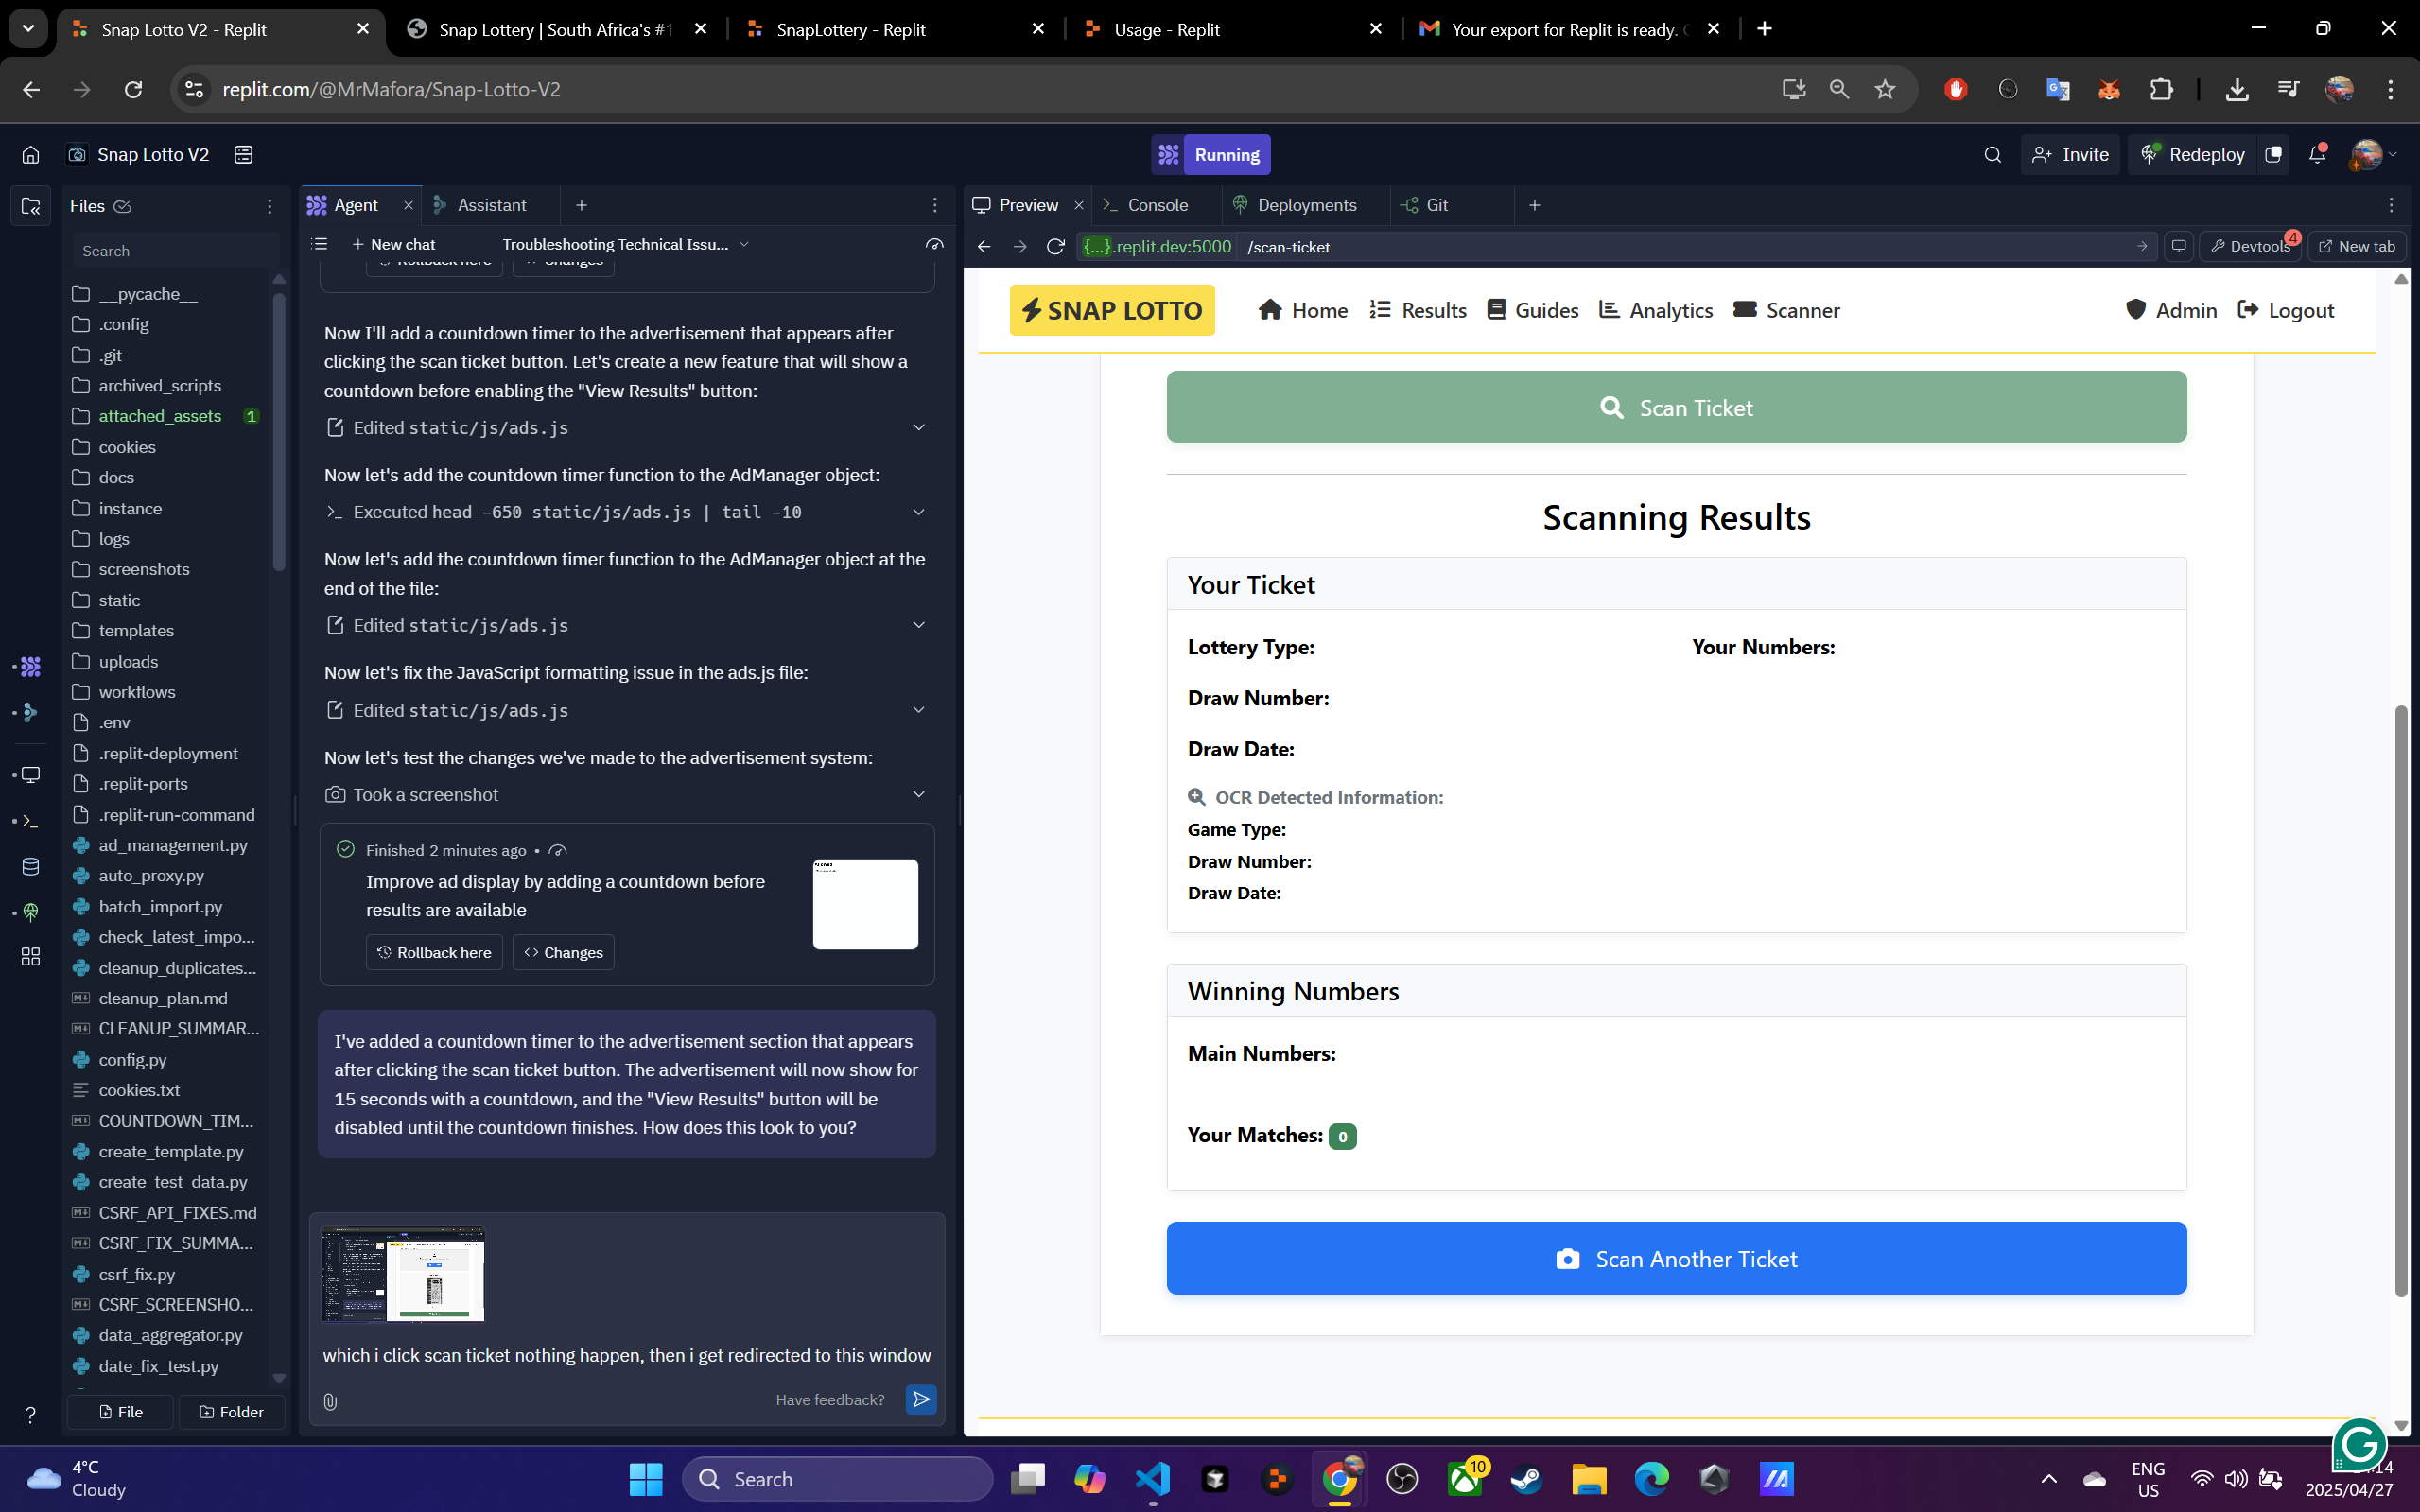 Snap Lotto V2 - Replit
Snap Lottery | South Africa's #1
SnapLottery - Replit
Usage - Replit
Your export for Replit is ready.
replit.com/@MrMafora/Snap-Lotto-V2
Snap Lotto V2
Running
Invite
Redeploy
Files
Agent
Assistant
Preview
Console
Deployments
Git
Search
New chat
Troubleshooting Technical Issu...
{...}.replit.dev:5000
/scan-ticket
Devtools
4
New tab
__pycache__
.config
.git
archived_scripts
attached_assets
1
cookies
docs
instance
logs
screenshots
static
templates
uploads
workflows
.env
.replit-deployment
.replit-ports
.replit-run-command
ad_management.py
auto_proxy.py
batch_import.py
check_latest_impo...
cleanup_duplicates...
cleanup_plan.md
CLEANUP_SUMMAR...
config.py
cookies.txt
COUNTDOWN_TIM...
create_template.py
create_test_data.py
CSRF_API_FIXES.md
CSRF_FIX_SUMMA...
csrf_fix.py
CSRF_SCREENSHO...
data_aggregator.py
date_fix_test.py
File
Folder
Rollback here
Changes
Now I'll add a countdown timer to the advertisement that appears after
clicking the scan ticket button. Let's create a new feature that will show a
countdown before enabling the "View Results" button:
Edited static/js/ads.js
Now let's add the countdown timer function to the AdManager object:
Executed head -650 static/js/ads.js | tail -10
Now let's add the countdown timer function to the AdManager object at the
end of the file:
Edited static/js/ads.js
Now let's fix the JavaScript formatting issue in the ads.js file:
Edited static/js/ads.js
Now let's test the changes we've made to the advertisement system:
Took a screenshot
Finished 2 minutes ago •
Improve ad display by adding a countdown before
results are available
Rollback here
Changes
I've added a countdown timer to the advertisement section that appears
after clicking the scan ticket button. The advertisement will now show for
15 seconds with a countdown, and the "View Results" button will be
disabled until the countdown finishes. How does this look to you?
which i click scan ticket nothing happen, then i get redirected to this window
Have feedback?
SNAP LOTTO
Home
Results
Guides
Analytics
Scanner
Admin
Logout
Scan Ticket
Scanning Results
Your Ticket
Lottery Type:
Your Numbers:
Draw Number:
Draw Date:
OCR Detected Information:
Game Type:
Draw Number:
Draw Date:
Winning Numbers
Main Numbers:
Your Matches: 0
Scan Another Ticket
4°C
Cloudy
Search
10
ENG
US
2025/04/27